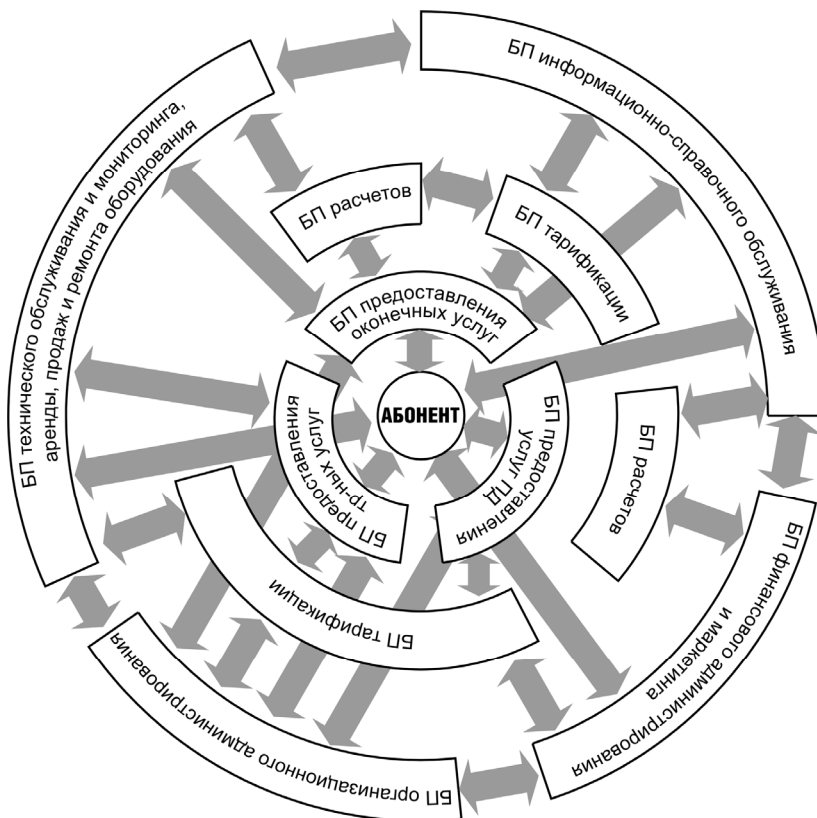 БП информационно-справочного обслуживания
БП технического обслуживания и мониторинга,
аренды, продаж и ремонта оборудования
БП расчетов
БП тарификации
БП предоставления
оконечных услуг
АБОНЕНТ
БП предоставления
тр-ных услуг
БП предоставления
услуг ПД
БП расчетов
БП тарификации
БП финансового администрирования
и маркетинга
БП организационного администрирования